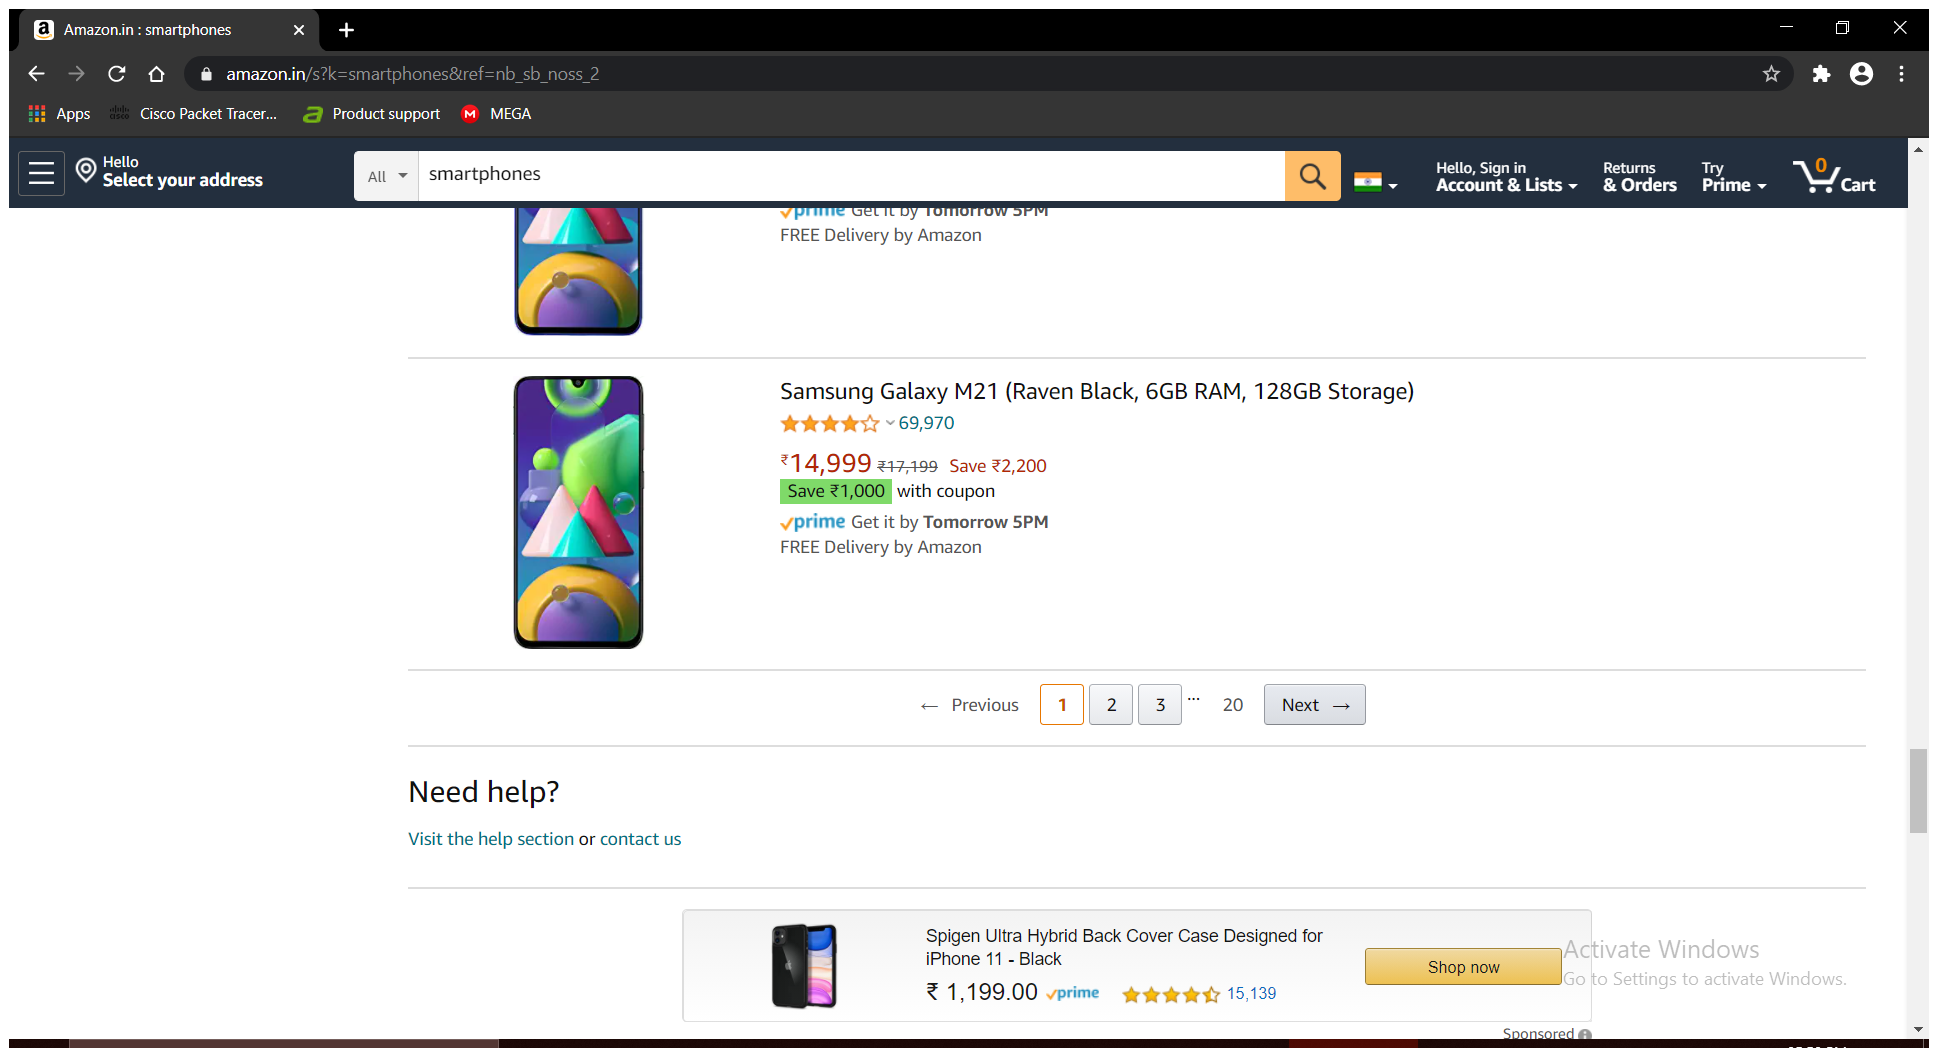 Amazon.in : smartphones
amazon.in/s?k=smartphones&ref=nb_sb_noss_2
Apps
Cisco Packet Tracer...
Product support
MEGA
Hello
Select your address
All
smartphones
Hello, Sign in
Account & Lists
Returns
& Orders
Try
Prime
0
Cart
prime Get it by Tomorrow 5PM
FREE Delivery by Amazon
Samsung Galaxy M21 (Raven Black, 6GB RAM, 128GB Storage)
69,970
₹14,999 ₹17,199 Save ₹2,200
Save ₹1,000 with coupon
prime Get it by Tomorrow 5PM
FREE Delivery by Amazon
← Previous 1 2 3 ... 20 Next →
Need help?
Visit the help section or contact us
Spigen Ultra Hybrid Back Cover Case Designed for
iPhone 11 - Black
₹ 1,199.00 prime 15,139
Shop now
Activate Windows
Go to Settings to activate Windows.
Sponsored